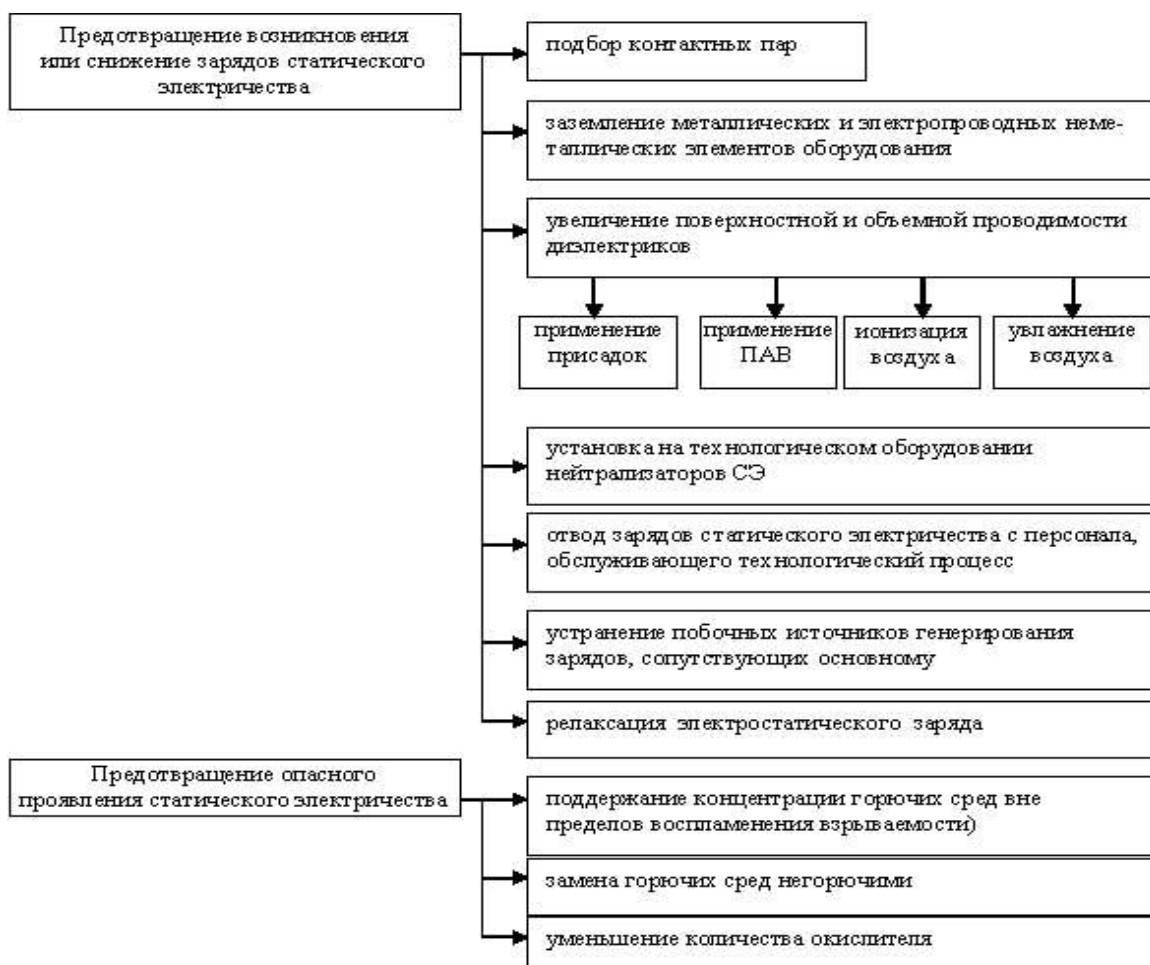 Предотвращение возникновения
или снижение зарядов статического
электричества
подбор контактных пар
заземление металлических и электропроводных неме-
таллических элементов оборудования
увеличение поверхностной и объемной проводимости
диэлектриков
применение
присадок
применение
ПАВ
ионизация
воздуха
увлажнение
воздуха
установка на технологическом оборудовании
нейтрализаторов СЭ
отвод зарядов статического электричества с персонала,
обслуживающего технологический процесс
устранение побочных источников генерирования
зарядов, сопутствующих основному
релаксация электростатического заряда
Предотвращение опасного
проявления статического электричества
поддержание концентрации горючих сред вне
пределов воспламенения взрываемости)
замена горючих сред негорючими
уменьшение количества окислителя